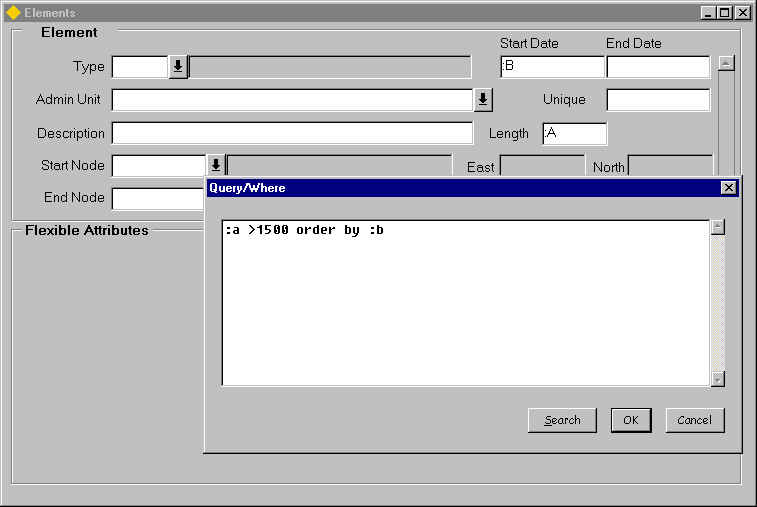 Elements
Element
Start Date End Date
Type :B
Admin Unit Unique
Description Length :A
Start Node East North
End Node
Query/Where
Flexible Attributes
:a >1500 order by :b
Search OK Cancel